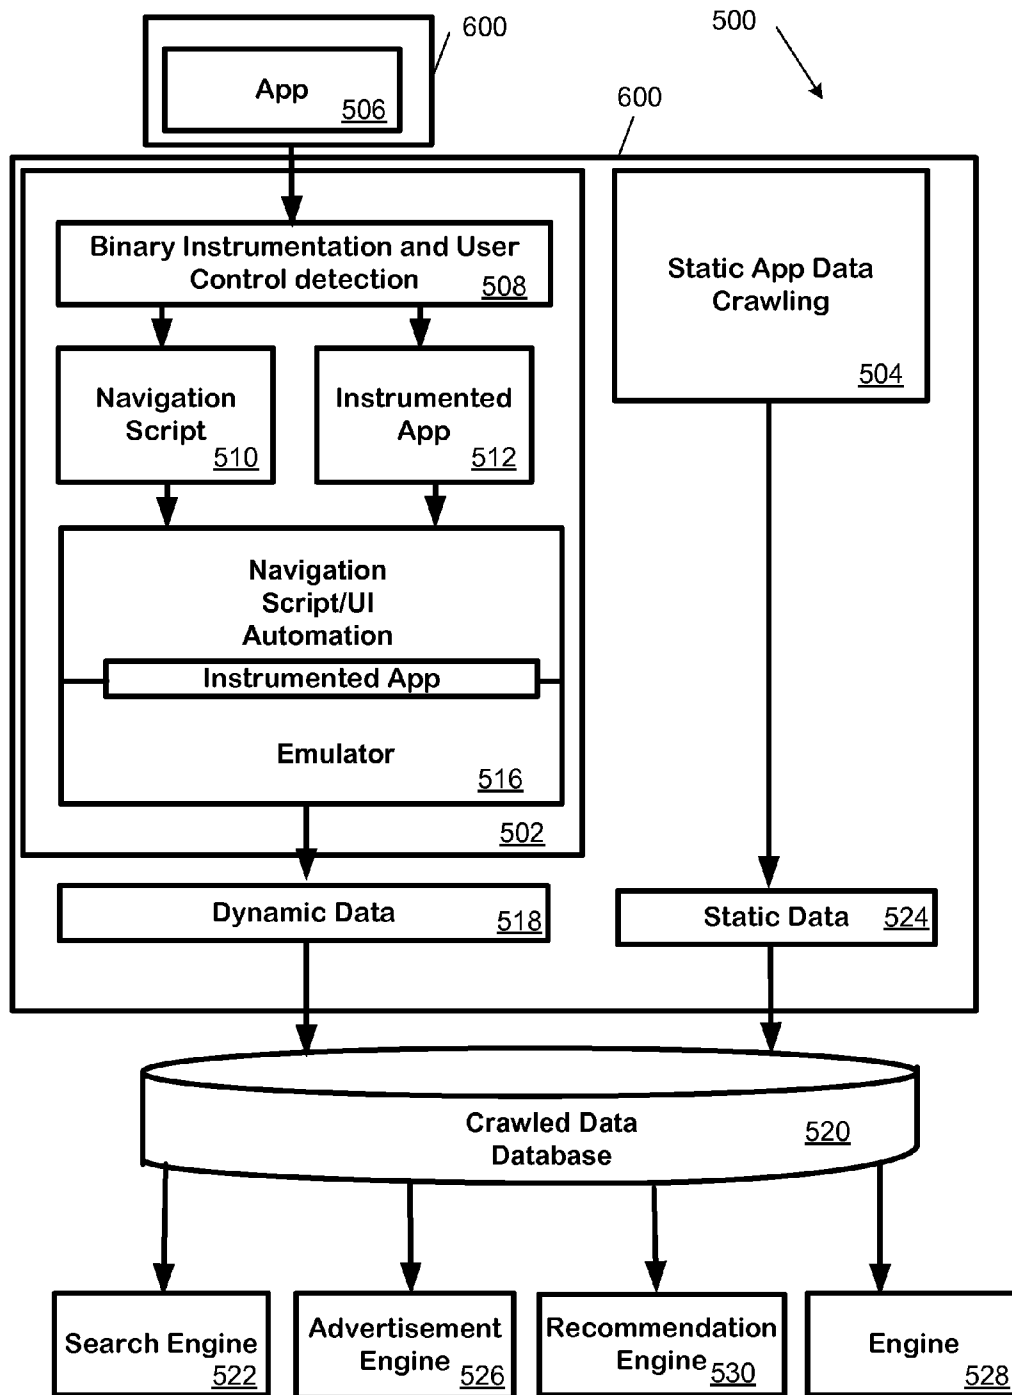 600
500
App
506
600
Binary Instrumentation and User
Control detection
508
Static App Data
Crawling
504
Navigation
Script
510
Instrumented
App
512
Navigation
Script/UI
Automation
Instrumented App
Emulator
516
502
Dynamic Data
518
Static Data
524
Crawled Data
Database
520
Search Engine
522
Advertisement
Engine
526
Recommendation
Engine
530
Engine
528